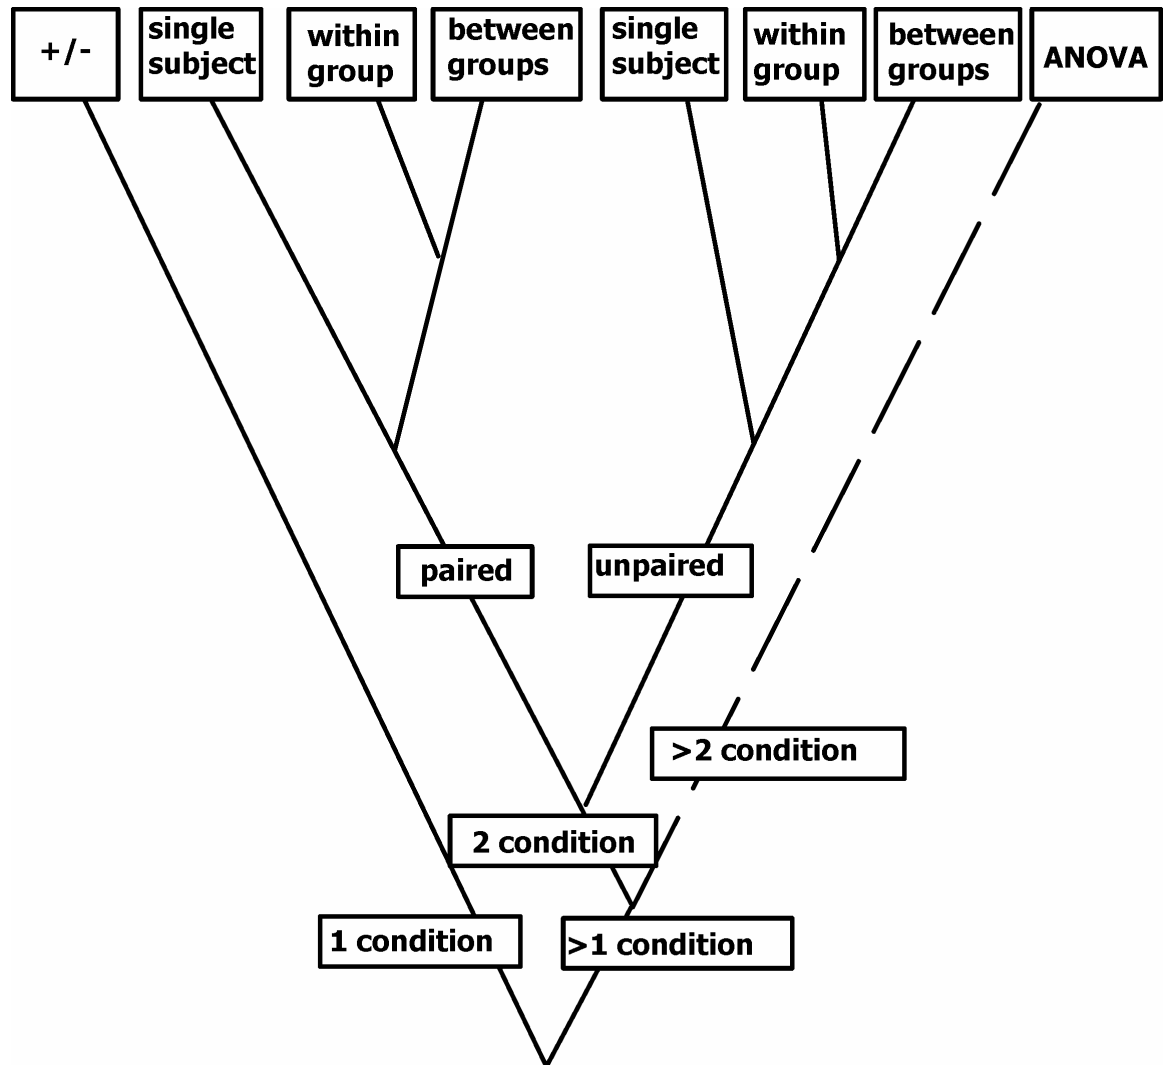 +/-
single
subject
within
group
between
groups
single
subject
within
group
between
groups
ANOVA
paired
unpaired
>2 condition
2 condition
1 condition
>1 condition